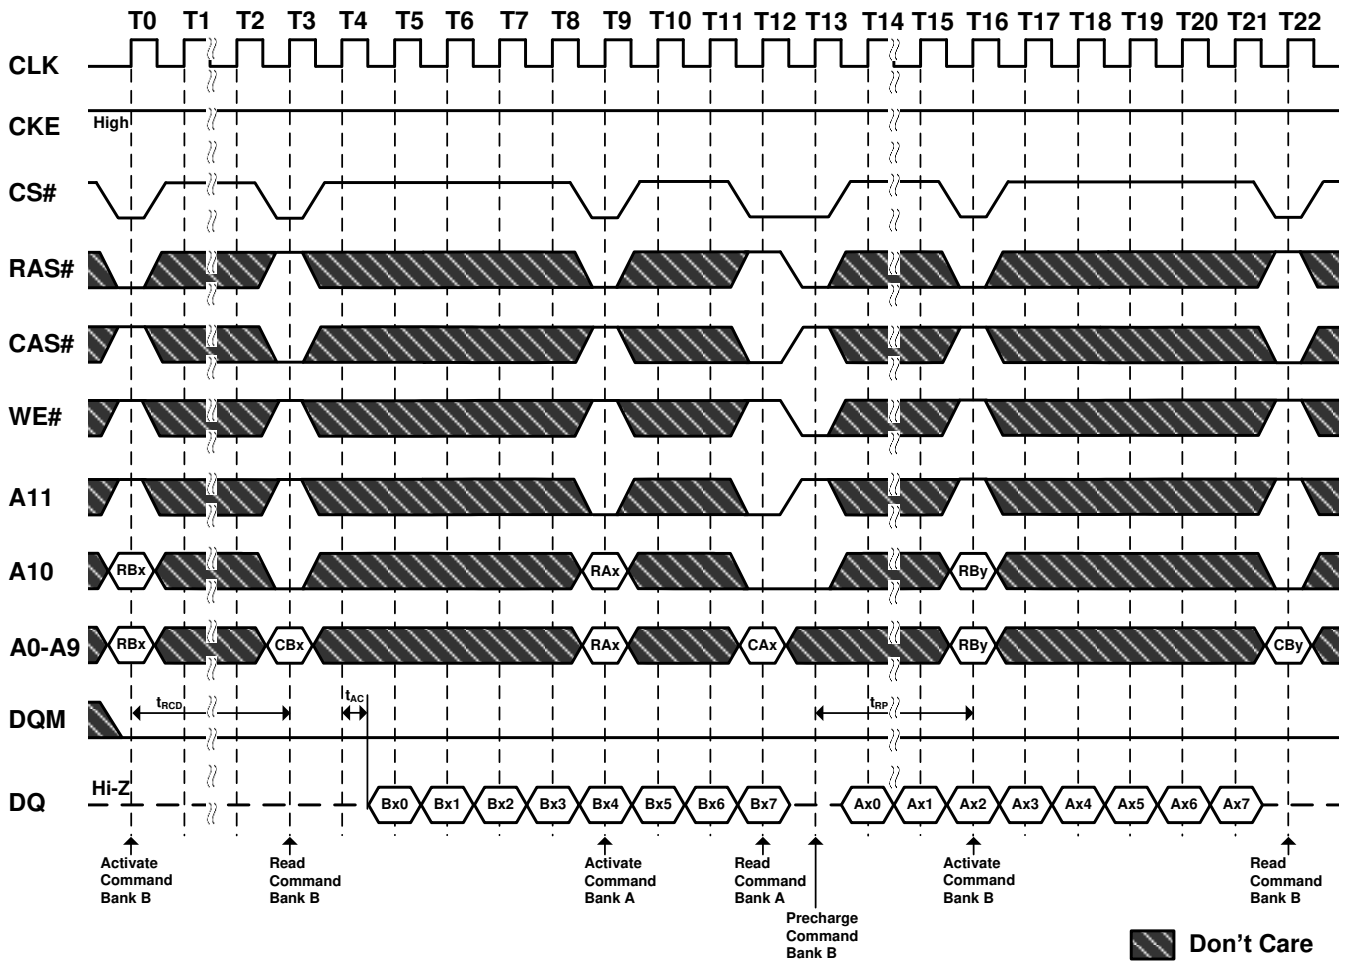 T0 T1 T2 T3 T4 T5 T6 T7 T8 T9 T10 T11 T12 T13 T14 T15 T16 T17 T18 T19 T20 T21 T22
CLK
CKE High
CS#
RAS#
CAS#
WE#
A11
A10 RBx RAx RBy
A0-A9 RBx CBx RAx CAx RBy CBy
DQM tRCD tAC tRP
DQ Hi-Z Bx0 Bx1 Bx2 Bx3 Bx4 Bx5 Bx6 Bx7 Ax0 Ax1 Ax2 Ax3 Ax4 Ax5 Ax6 Ax7
Activate
Command
Bank B
Read
Command
Bank B
Activate
Command
Bank A
Read
Command
Bank A
Precharge
Command
Bank B
Activate
Command
Bank B
Read
Command
Bank B
Don't Care